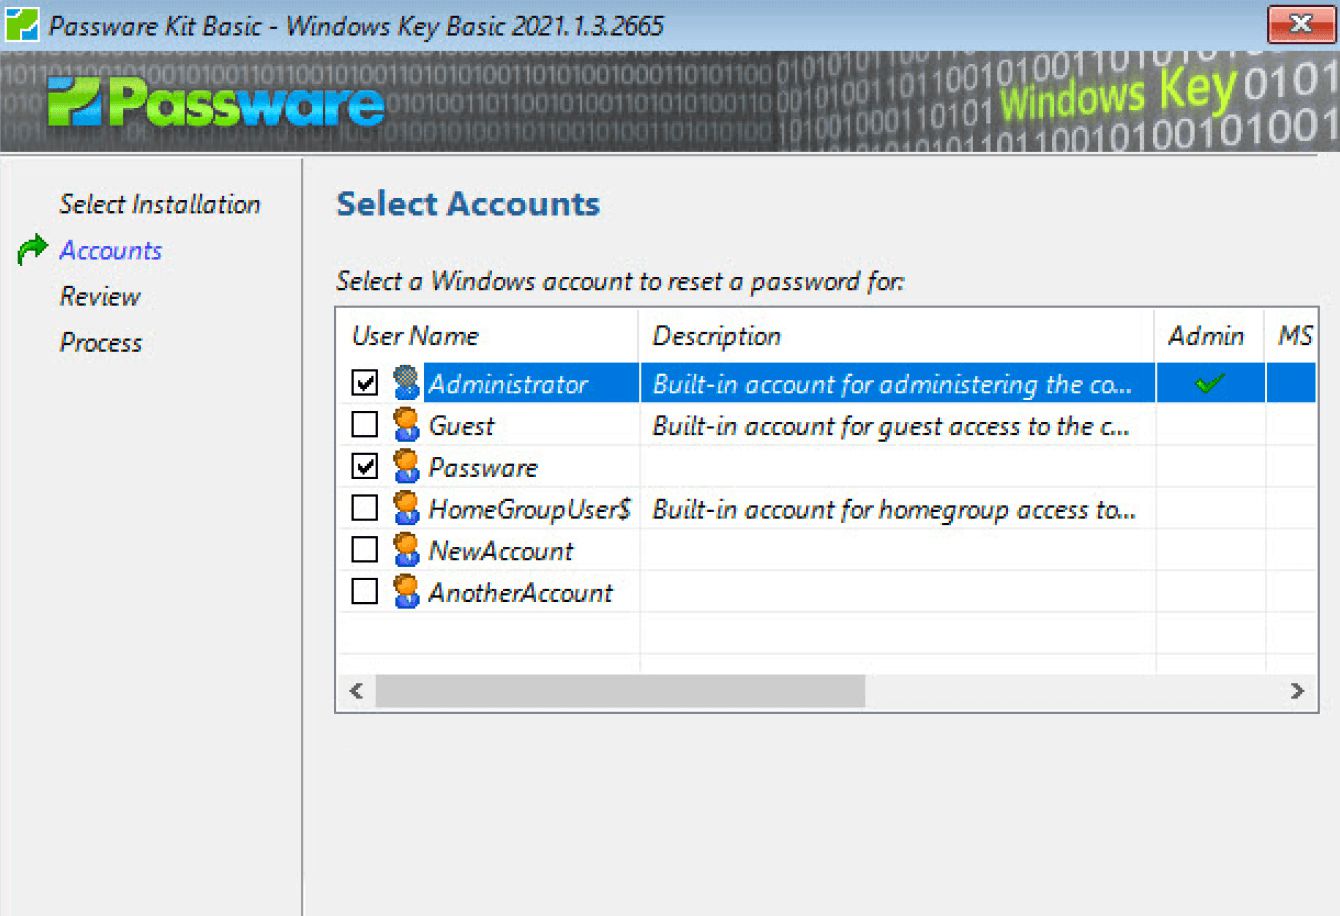 Passware Kit Basic - Windows Key Basic 2021.1.3.2665
Passware
Windows Key
Select Installation
Accounts
Review
Process
Select Accounts
Select a Windows account to reset a password for:
User Name Description Admin MS
Administrator Built-in account for administering the co...
Guest Built-in account for guest access to the c...
Passware
HomeGroupUser$ Built-in account for homegroup access to...
NewAccount
AnotherAccount